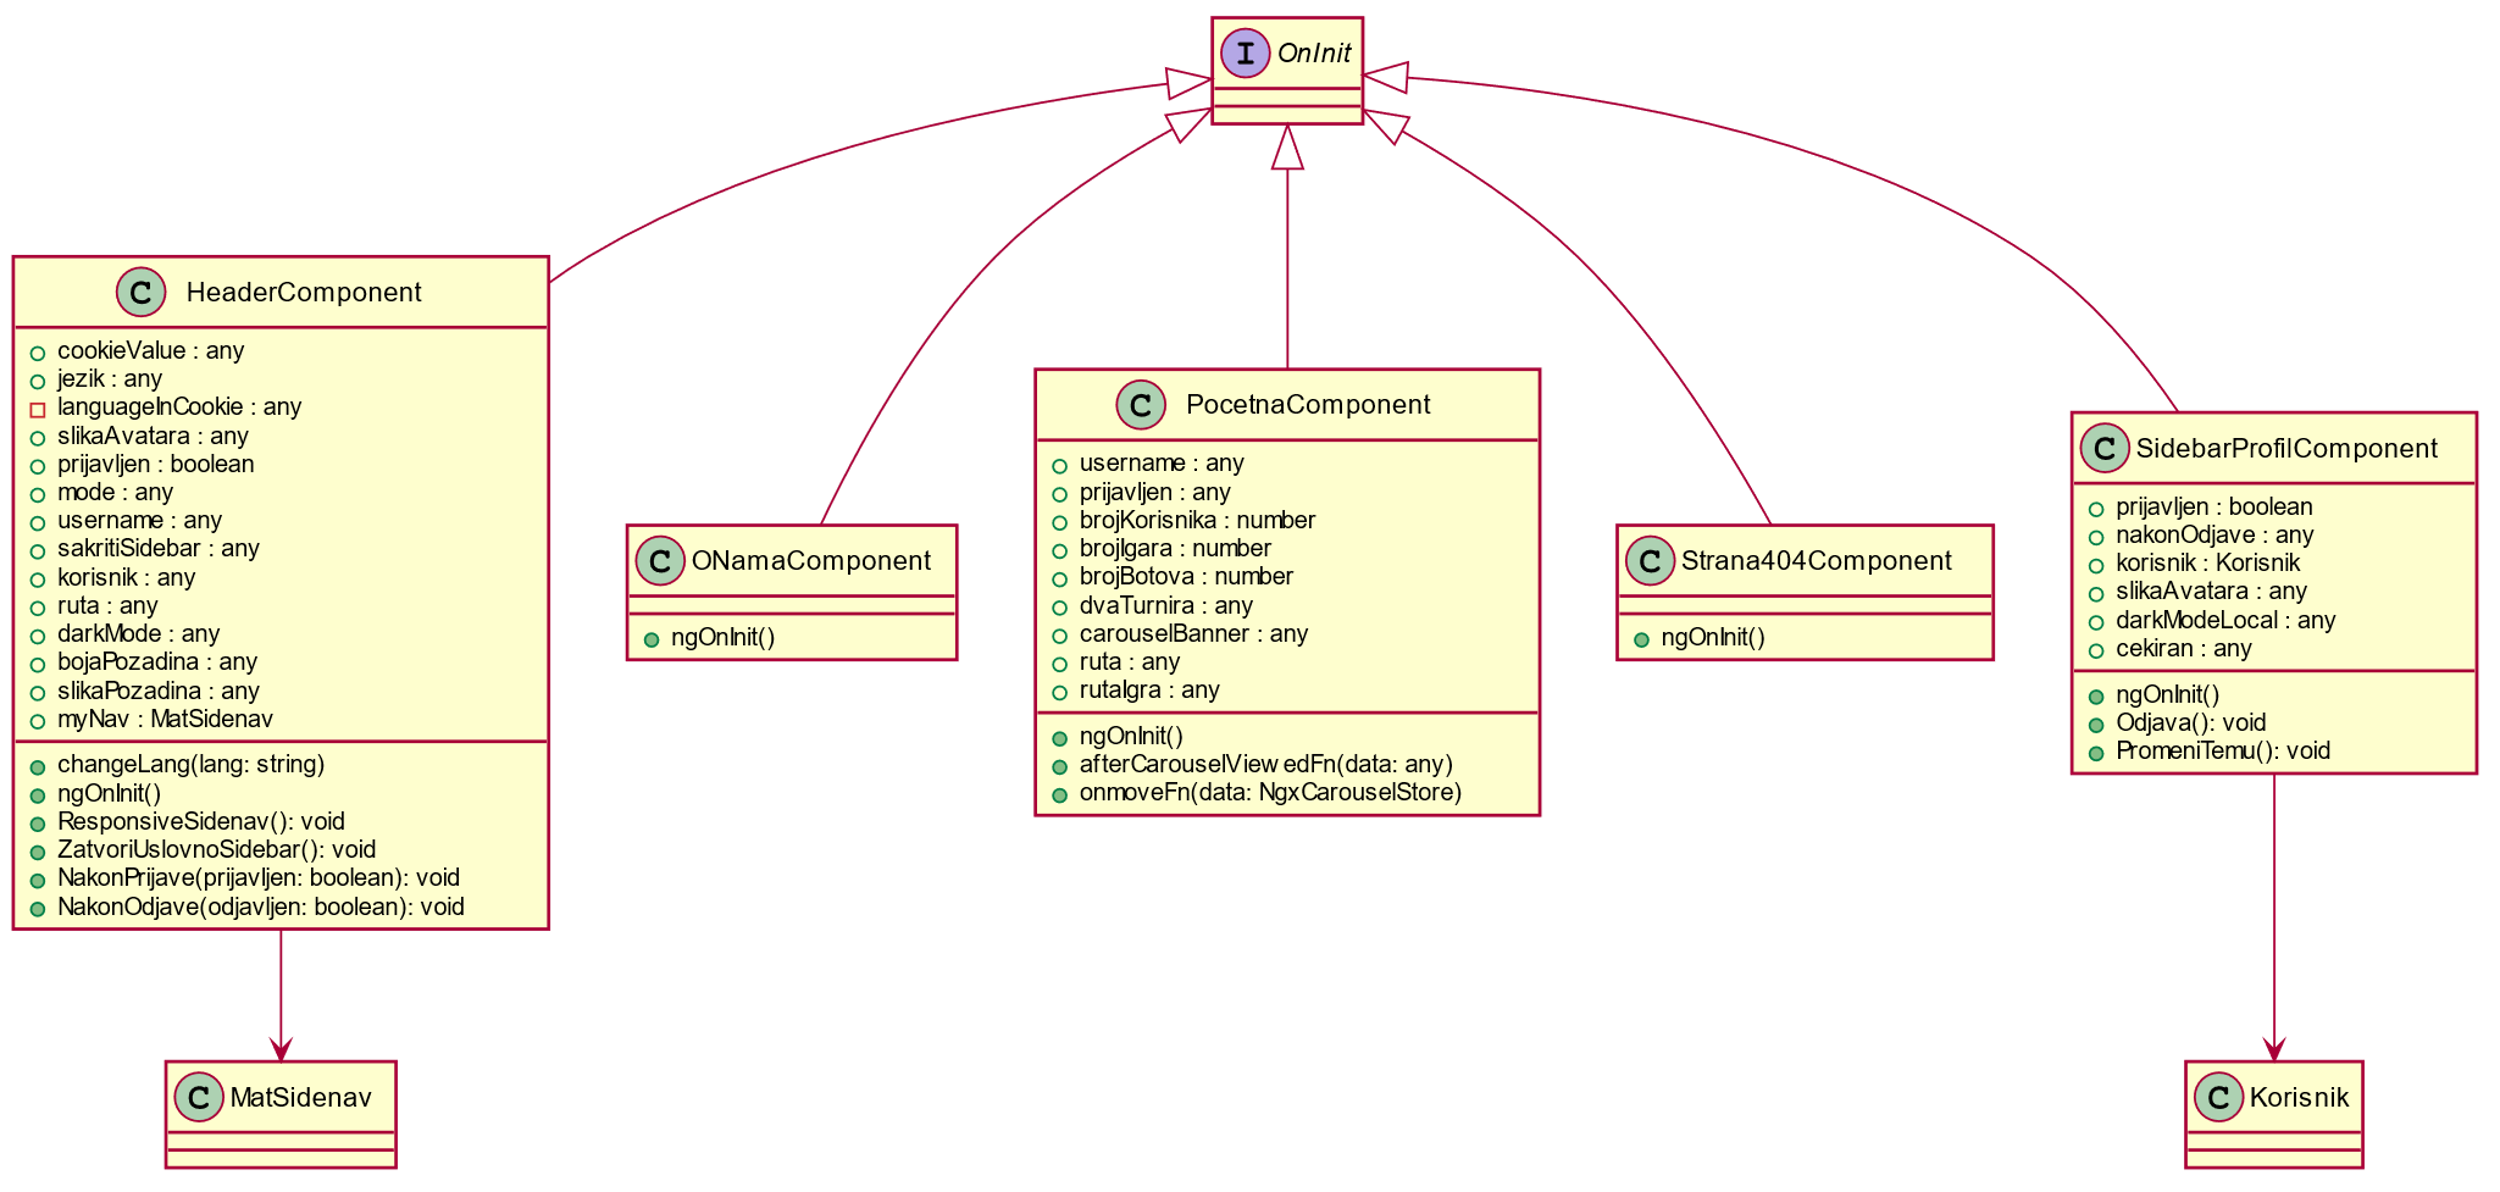 I OnInit
C HeaderComponent
cookieValue : any
jezik : any
languageInCookie : any
slikaAvatara : any
prijavljen : boolean
mode : any
username : any
sakritiSidebar : any
korisnik : any
ruta : any
darkMode : any
bojaPozadina : any
slikaPozadina : any
myNav : MatSidenav
changeLang(lang: string)
ngOnInit()
ResponsiveSidenav(): void
ZatvoriUslovnoSidebar(): void
NakonPrijave(prijavljen: boolean): void
NakonOdjave(odjavljen: boolean): void
C ONamaComponent
ngOnInit()
C PocetnaComponent
username : any
prijavljen : any
brojKorisnika : number
brojIgara : number
brojBotova : number
dvaTurnira : any
carouselBanner : any
ruta : any
rutaIgra : any
ngOnInit()
afterCarouselViewedFn(data: any)
onmoveFn(data: NgxCarouselStore)
C Strana404Component
ngOnInit()
C SidebarProfilComponent
prijavljen : boolean
nakonOdjave : any
korisnik : Korisnik
slikaAvatara : any
darkModeLocal : any
cekiran : any
ngOnInit()
Odjava(): void
PromeniTemu(): void
C MatSidenav
C Korisnik